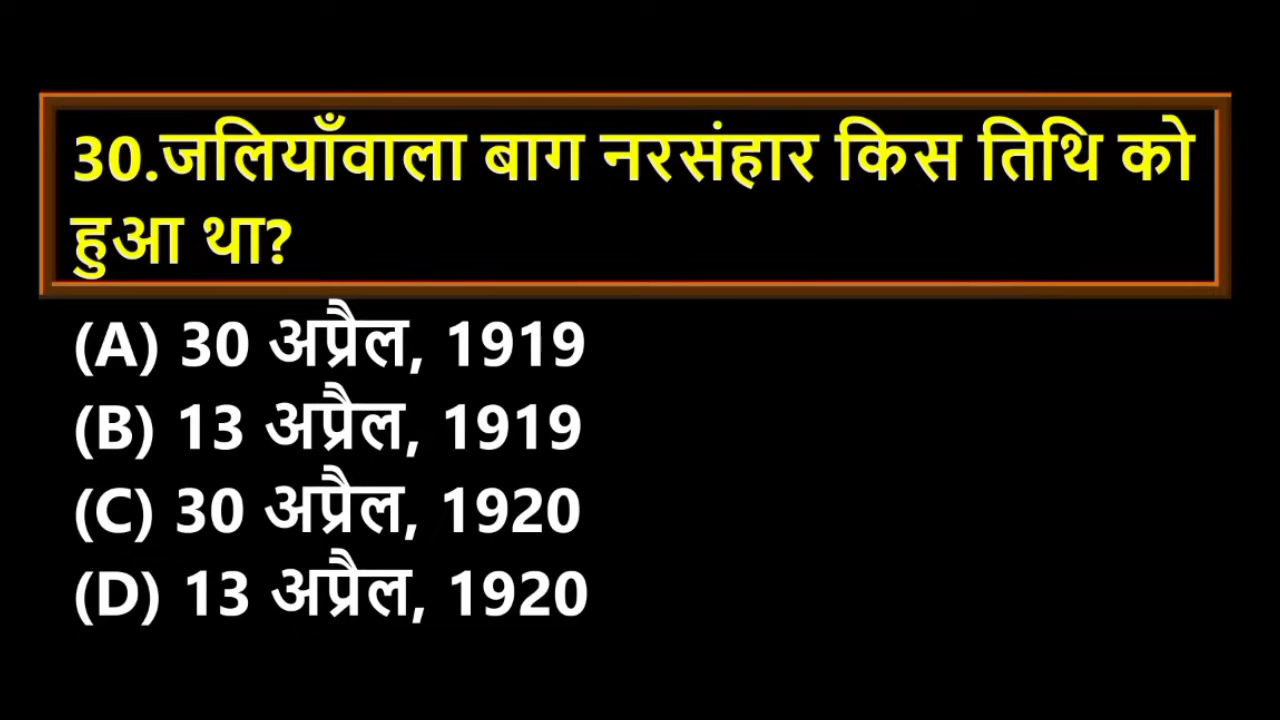 30.जलियाँवाला बाग नरसंहार किस तिथि को
हुआ था?
(A) 30 अप्रैल, 1919
(B) 13 अप्रैल, 1919
(C) 30 अप्रैल, 1920
(D) 13 अप्रैल, 1920